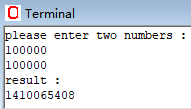 Terminal
please enter two numbers :
100000
100000
result :
1410065408